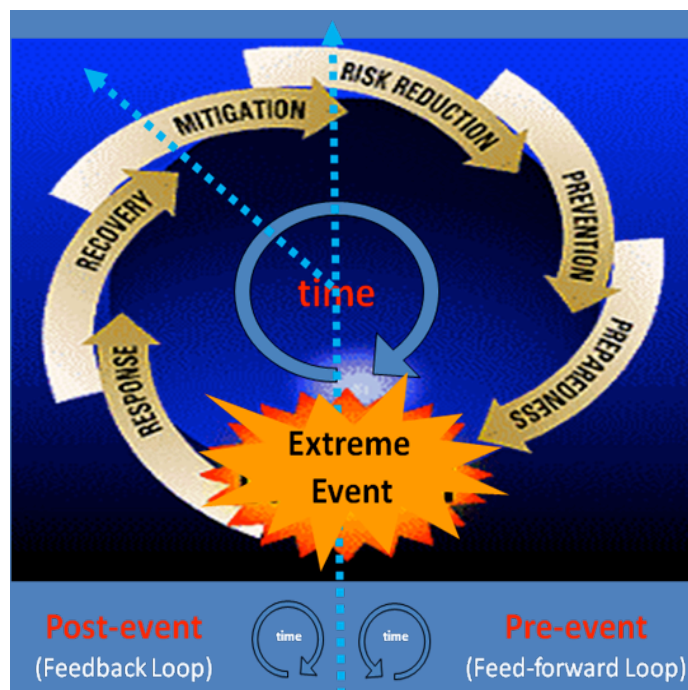 RISK REDUCTION
MITIGATION
PREVENTION
RECOVERY
time
PREPAREDNESS
RESPONSE
Extreme
Event
Post-event
(Feedback Loop)
time
time
Pre-event
(Feed-forward Loop)